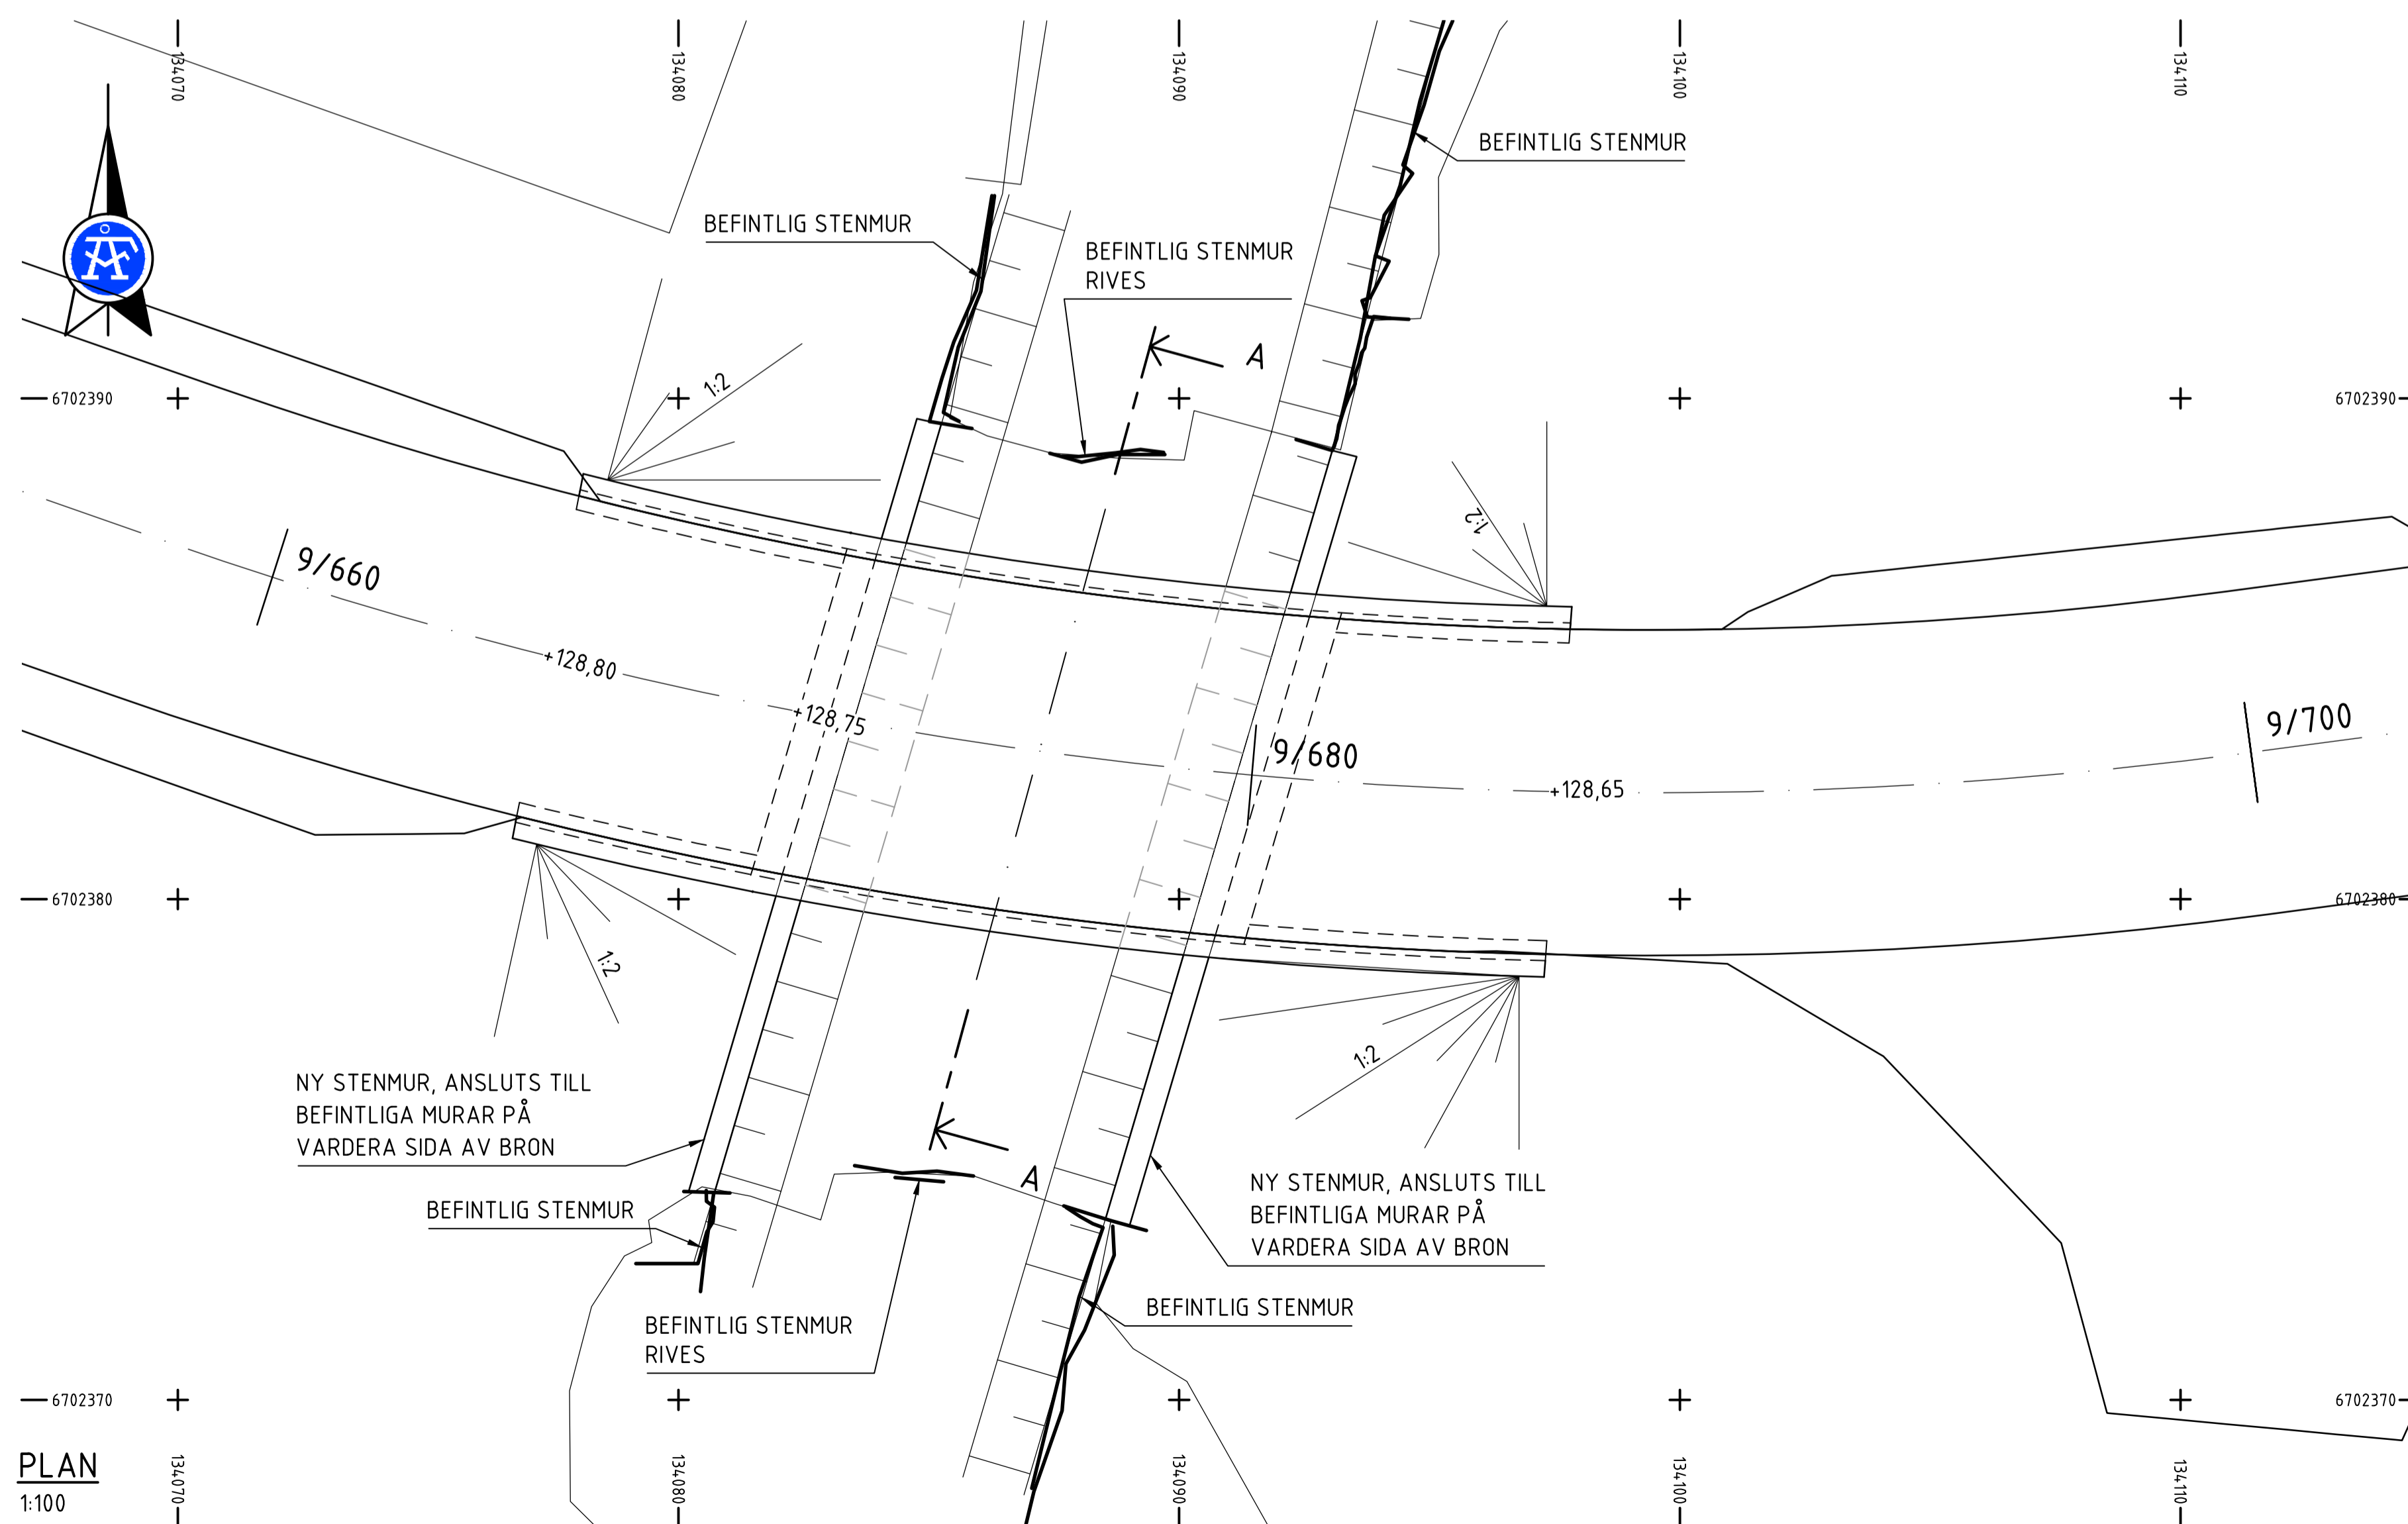 134070
134080
134090
134100
134110
BEFINTLIG STENMUR
BEFINTLIG STENMUR
BEFINTLIG STENMUR
RIVES
A
1:2
6702390
6702390
1:2
9/660
+128,80
+128,75
9/680
9/700
+128,65
6702380
6702380
1:2
1:2
NY STENMUR, ANSLUTS TILL
BEFINTLIGA MURAR PÅ
VARDERA SIDA AV BRON
A
NY STENMUR, ANSLUTS TILL
BEFINTLIGA MURAR PÅ
VARDERA SIDA AV BRON
BEFINTLIG STENMUR
BEFINTLIG STENMUR
BEFINTLIG STENMUR
RIVES
6702370
6702370
PLAN
1:100
134070
134080
134090
134100
134110